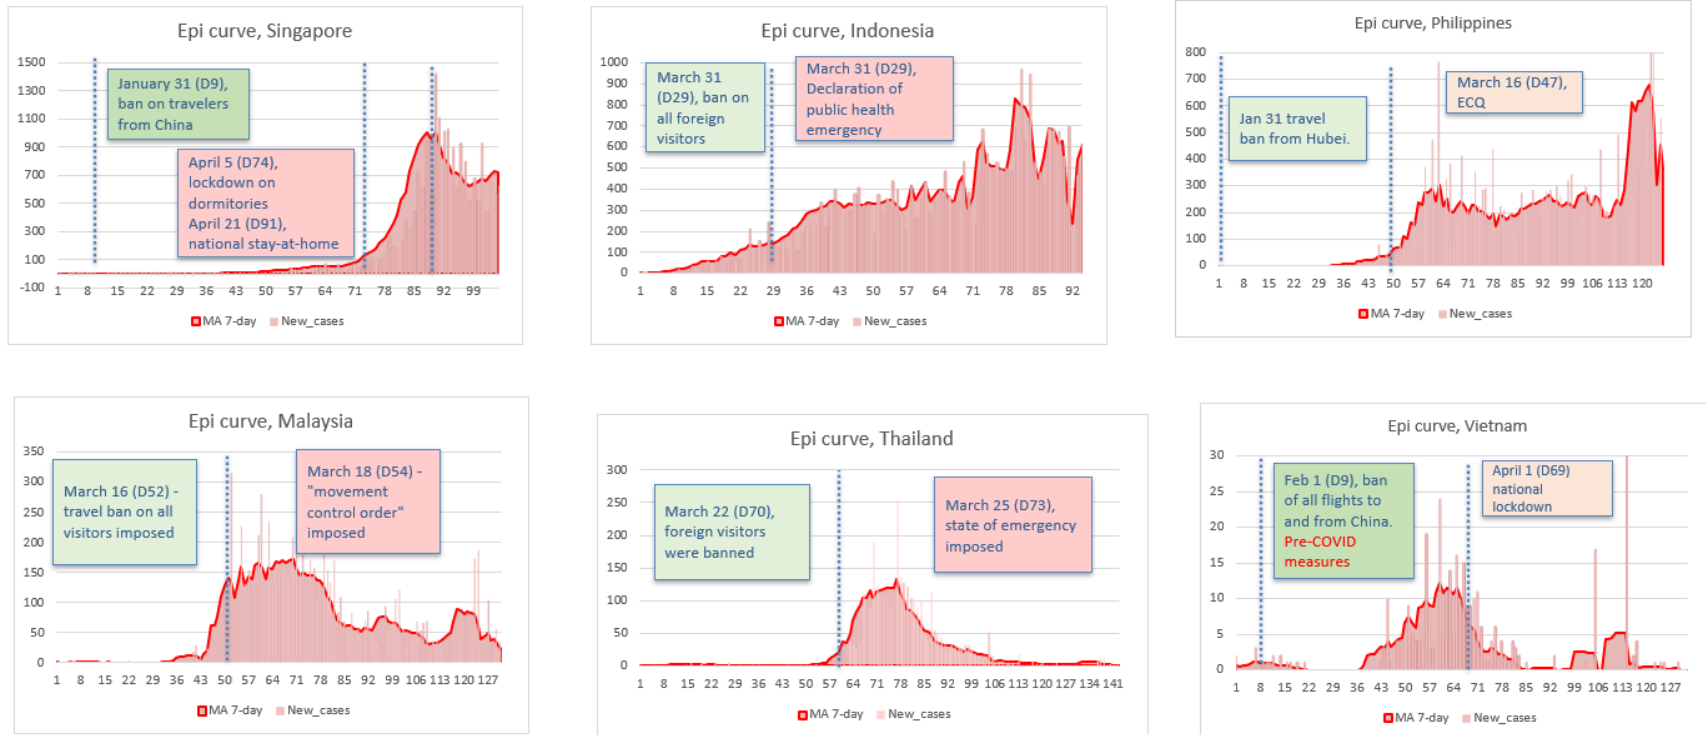 Epi curve, Singapore
1500
1300
1100
900
700
500
300
100
-100
January 31 (D9),
ban on travelers
from China
April 5 (D74),
lockdown on
dormitories
April 21 (D91),
national stay-at-home
1 8 15 22 29 36 43 50 57 64 71 78 85 92 99
MA 7-day New_cases
Epi curve, Indonesia
1000
900
800
700
600
500
400
300
200
100
0
March 31
(D29), ban on
all foreign
visitors
March 31 (D29),
Declaration of
public health
emergency
1 8 15 22 29 36 43 50 57 64 71 78 85 92
MA 7-day New_cases
Epi curve, Philippines
800
700
600
500
400
300
200
100
0
Jan 31 travel
ban from Hubei.
March 16 (D47),
ECQ
1 8 15 22 29 36 43 50 57 64 71 78 85 92 99 106 113 120
MA 7-day New_cases
Epi curve, Malaysia
350
300
250
200
150
100
50
0
March 16 (D52) -
travel ban on all
visitors imposed
March 18 (D54) -
"movement
control order"
imposed
1 8 15 22 29 36 43 50 57 64 71 78 85 92 99 106 113 120 127
MA 7-day New_cases
Epi curve, Thailand
300
250
200
150
100
50
0
March 22 (D70),
foreign visitors
were banned
March 25 (D73),
state of emergency
imposed
1 8 15 22 29 36 43 50 57 64 71 78 85 92 99 106 113 120 127 134 141
MA 7-day New_cases
Epi curve, Vietnam
30
25
20
15
10
5
0
Feb 1 (D9), ban
of all flights to
and from China.
Pre-COVID
measures
April 1 (D69)
national
lockdown
1 8 15 22 29 36 43 50 57 64 71 78 85 92 99 106 113 120 127
MA 7-day New_cases